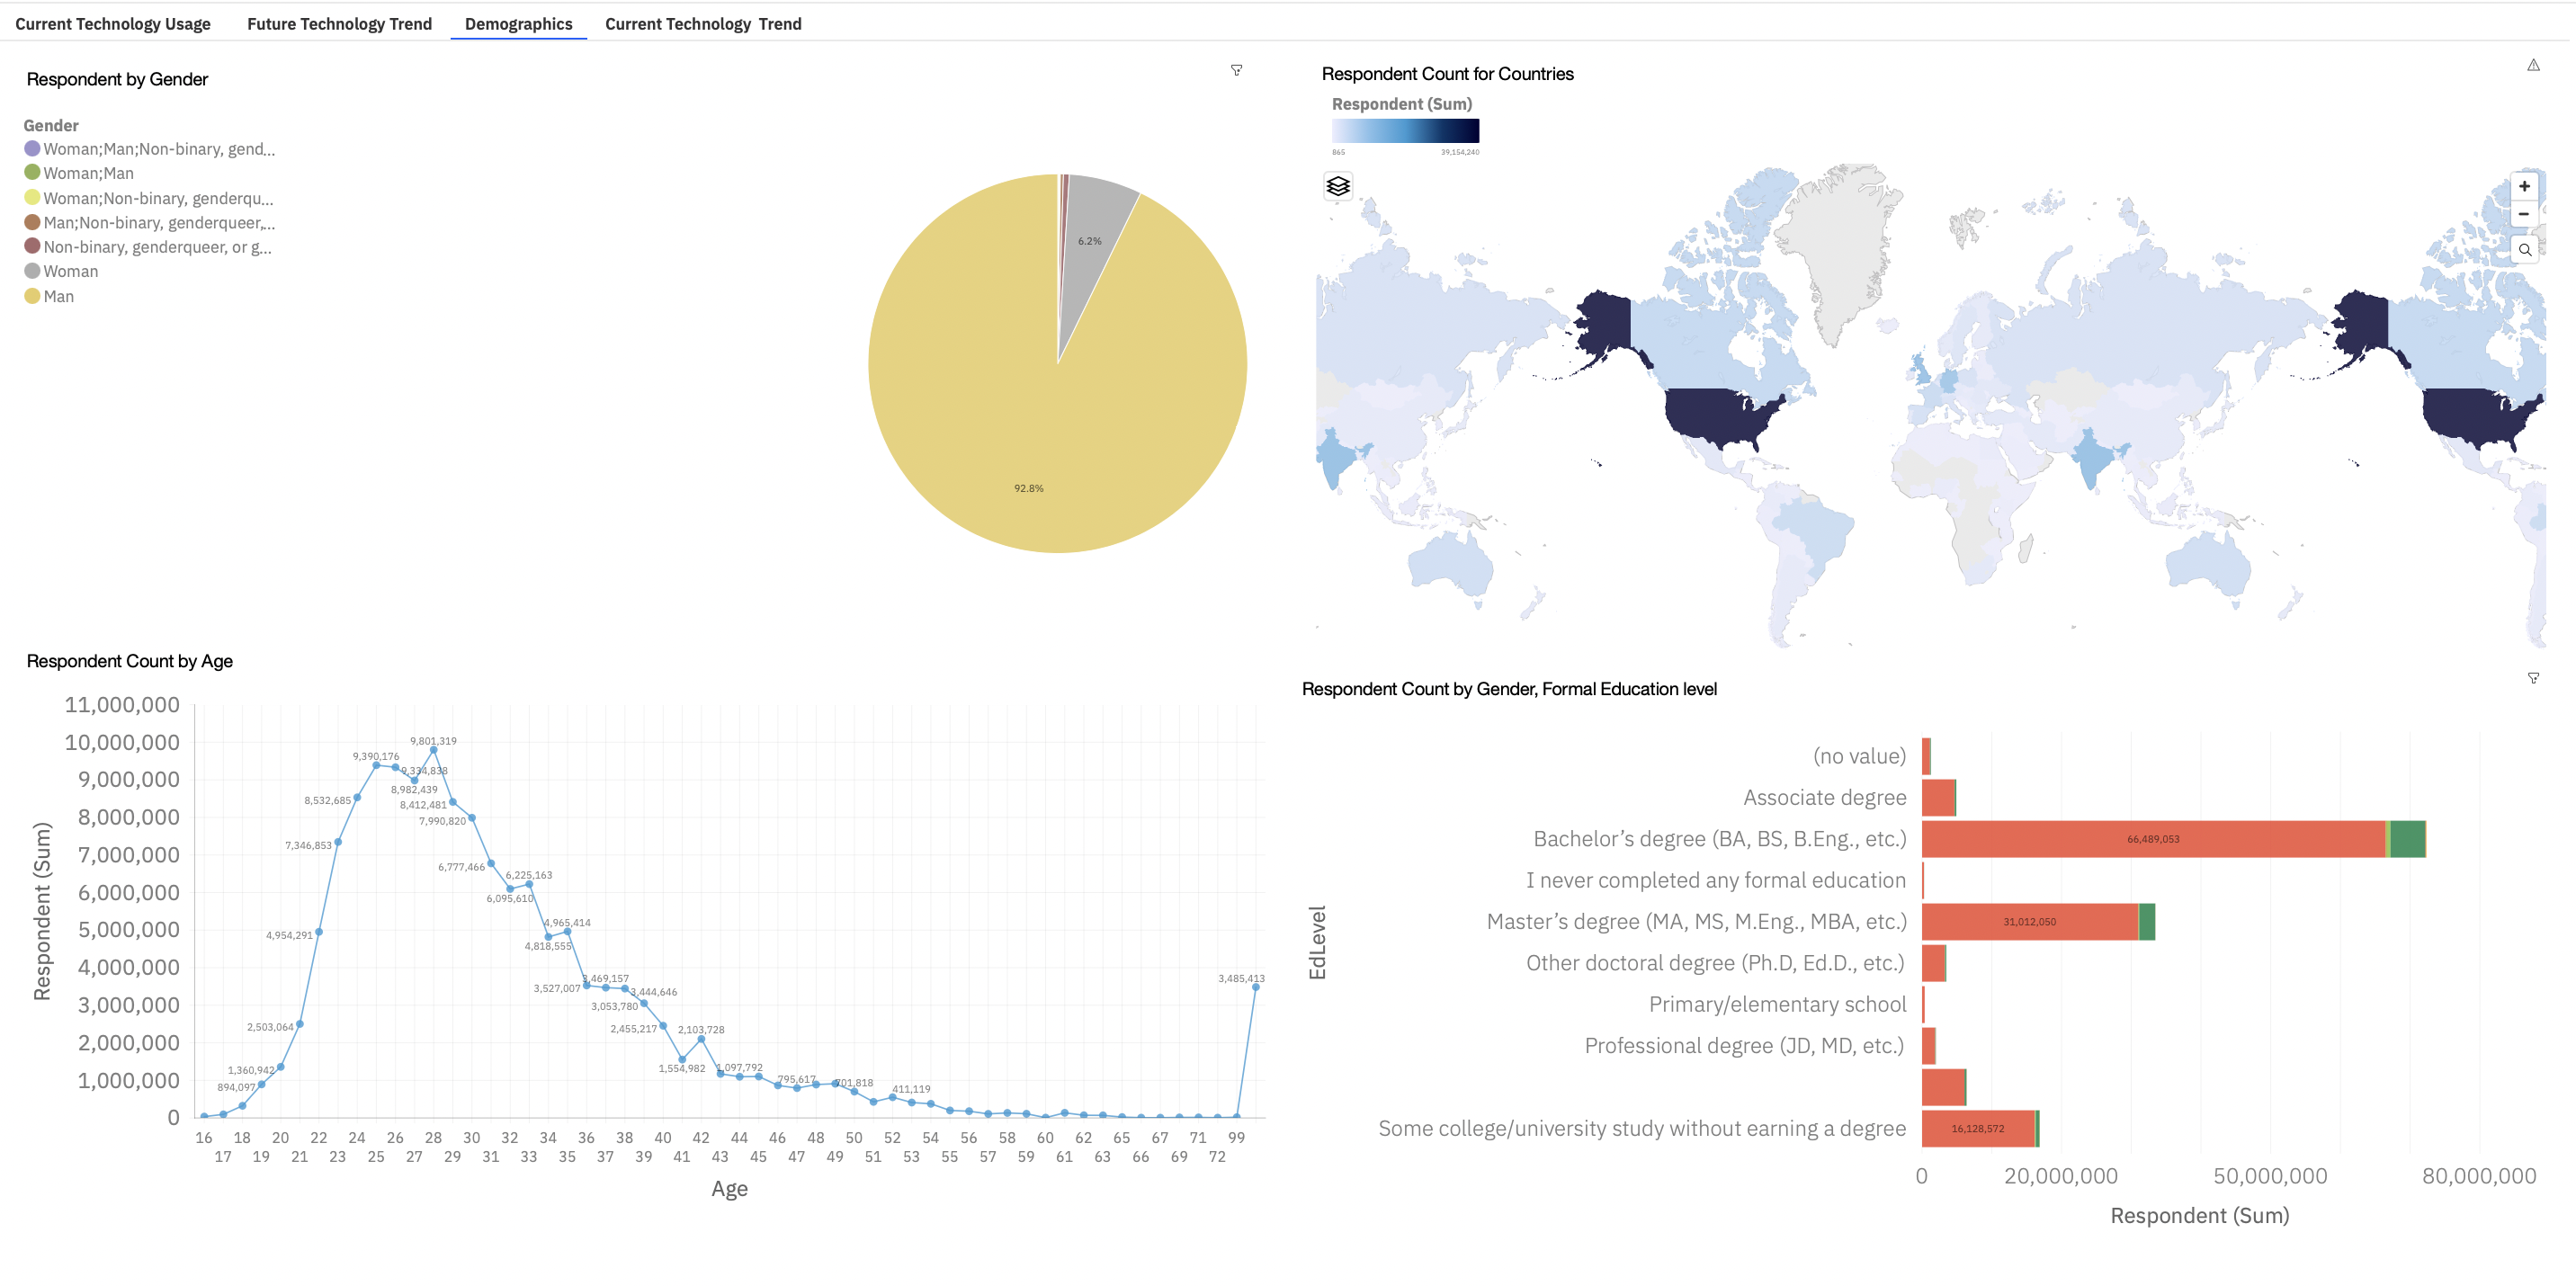 Current Technology Usage
Future Technology Trend
Demographics
Current Technology Trend
Respondent by Gender
Gender
Woman;Man;Non-binary, gend...
Woman;Man
Woman;Non-binary, genderqu...
Man;Non-binary, genderqueer,...
Non-binary, genderqueer, or g...
Woman
Man
6.2%
92.8%
Respondent Count for Countries
Respondent (Sum)
865
39,154,240
+
−
Respondent Count by Age
Respondent (Sum)
11,000,000
10,000,000
9,000,000
8,000,000
7,000,000
6,000,000
5,000,000
4,000,000
3,000,000
2,000,000
1,000,000
0
894,097
1,360,942
2,503,064
4,954,291
7,346,853
8,532,685
9,390,176
9,334,838
8,982,439
9,801,319
8,412,481
7,990,820
6,777,466
6,095,610
6,225,163
4,818,555
4,965,414
3,527,007
3,469,157
3,444,646
3,053,780
2,455,217
1,554,982
2,103,728
1,097,792
795,617
701,818
411,119
3,485,413
16 18 20 22 24 26 28 30 32 34 36 38 40 42 44 46 48 50 52 54 56 58 60 62 65 67 71 99
17 19 21 23 25 27 29 31 33 35 37 39 41 43 45 47 49 51 53 55 57 59 61 63 66 69 72
Age
Respondent Count by Gender, Formal Education level
EdLevel
(no value)
Associate degree
Bachelor’s degree (BA, BS, B.Eng., etc.)
66,489,053
I never completed any formal education
Master’s degree (MA, MS, M.Eng., MBA, etc.)
31,012,050
Other doctoral degree (Ph.D, Ed.D., etc.)
Primary/elementary school
Professional degree (JD, MD, etc.)
Some college/university study without earning a degree
16,128,572
0 20,000,000 50,000,000 80,000,000
Respondent (Sum)